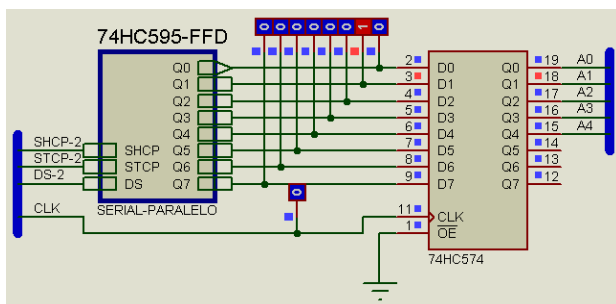 74HC595-FFD
0 0 0 0 0 0 1 0
Q0 2 D0 Q0 19 A0
Q1 3 D1 Q1 18 A1
Q2 4 D2 Q2 17 A2
Q3 5 D3 Q3 16 A3
Q4 6 D4 Q4 15 A4
SHCP-2 SHCP Q5 7 D5 Q5 14
STCP-2 STCP Q6 8 D6 Q6 13
DS-2 DS Q7 9 D7 Q7 12
SERIAL-PARALELO
0
CLK 11 CLK
1 OE
74HC574